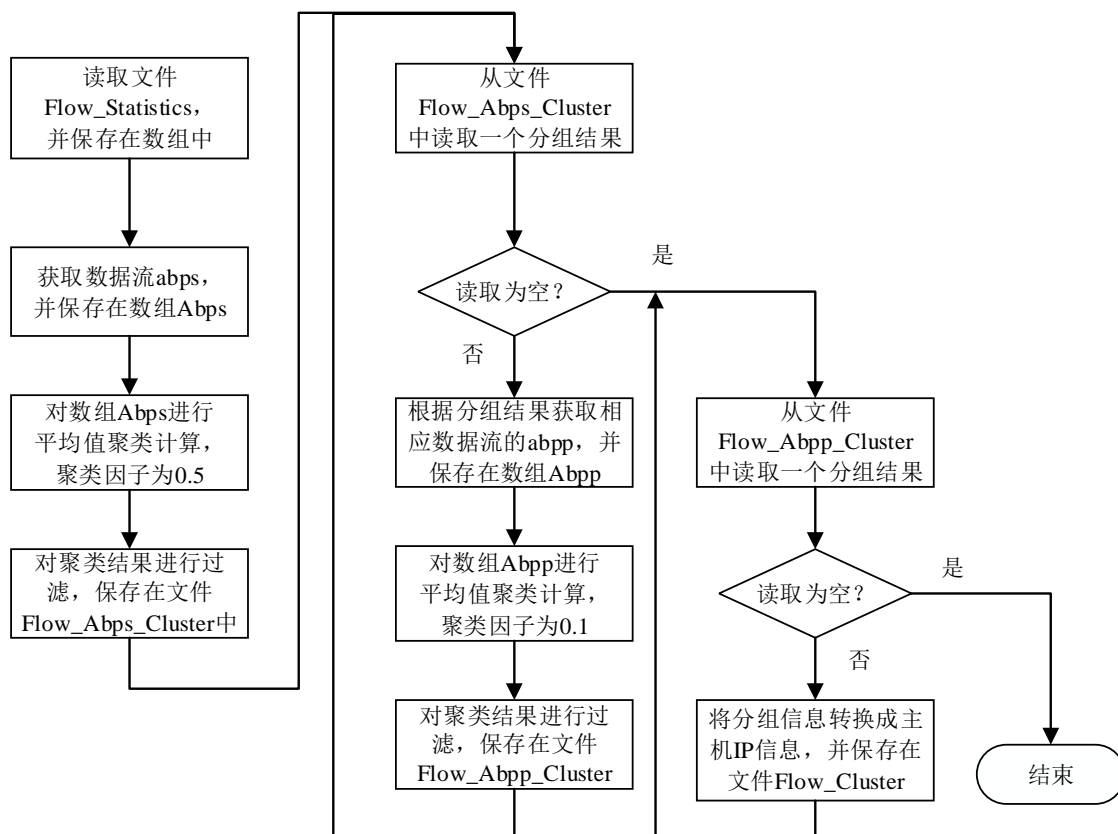 读取文件
Flow_Statistics，
并保存在数组中
获取数据流abps，
并保存在数组Abps
对数组Abps进行
平均值聚类计算，
聚类因子为0.5
对聚类结果进行过
滤，保存在文件
Flow_Abps_Cluster中
从文件
Flow_Abps_Cluster
中读取一个分组结果
读取为空？
是
否
根据分组结果获取相
应数据流的abpp，并
保存在数组Abpp
对数组Abpp进行
平均值聚类计算，
聚类因子为0.1
对聚类结果进行过
滤，保存在文件
Flow_Abpp_Cluster
从文件
Flow_Abpp_Cluster
中读取一个分组结果
读取为空？
是
否
将分组信息转换成主
机IP信息，并保存在
文件Flow_Cluster
结束